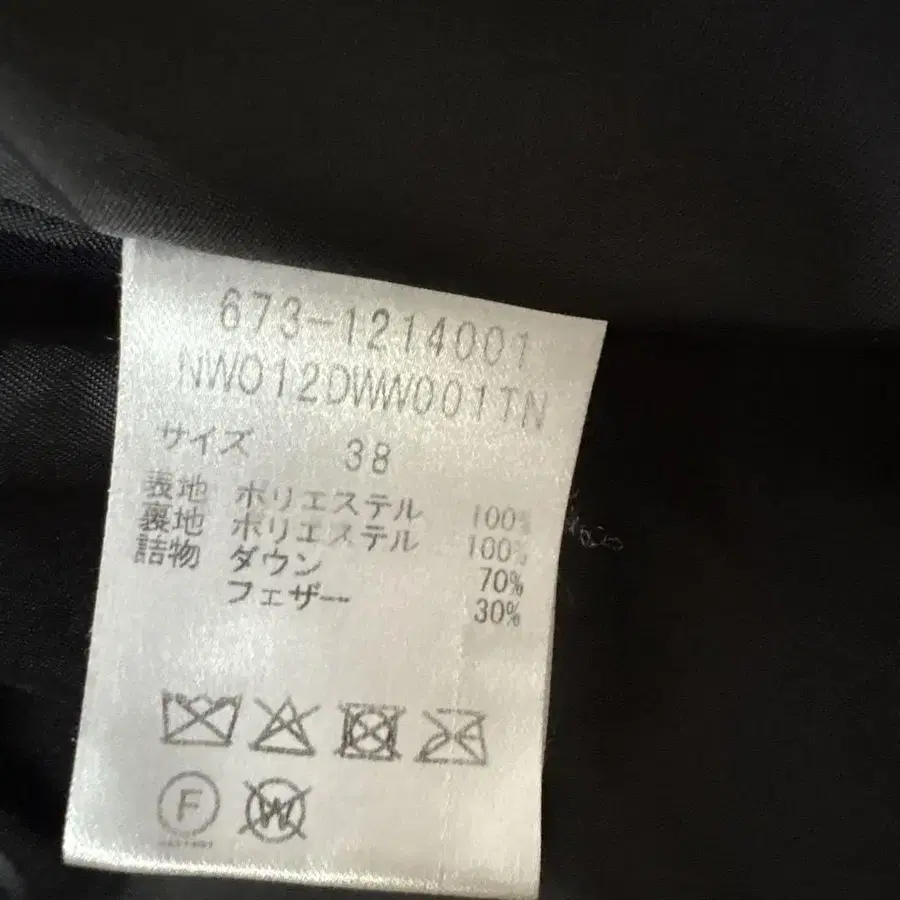 673-1214001
NW012DWW001TN
サイズ 38
表地 ポリエステル 100%
裏地 ポリエステル 100%
詰物 ダウン 70%
フェザー 30%
F
W